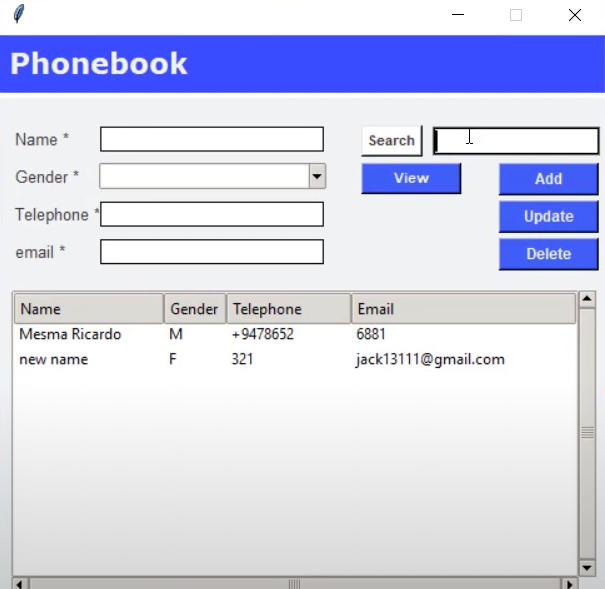 Phonebook
Name * Search
Gender * View Add
Telephone * Update
email * Delete
Name Gender Telephone Email
Mesma Ricardo M +9478652 6881
new name F 321 jack13111@gmail.com